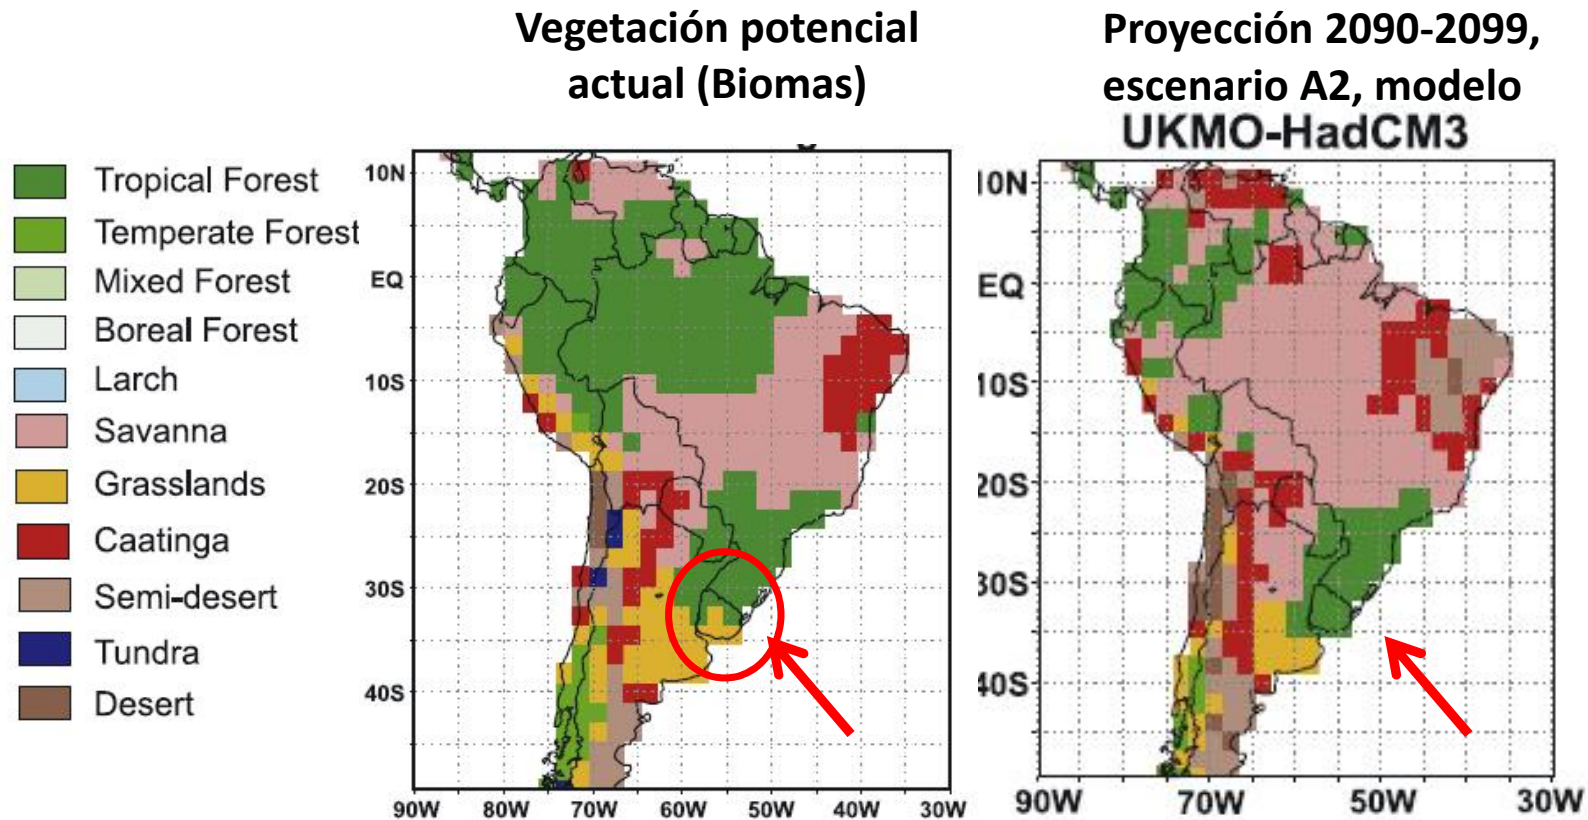 Vegetación potencial
actual (Biomas)
Proyección 2090-2099,
escenario A2, modelo
UKMO-HadCM3
Tropical Forest
Temperate Forest
Mixed Forest
Boreal Forest
Larch
Savanna
Grasslands
Caatinga
Semi-desert
Tundra
Desert
10N
EQ
10S
20S
30S
40S
90W 80W 70W 60W 50W 40W 30W
10N
EQ
10S
20S
30S
40S
90W 70W 50W 30W